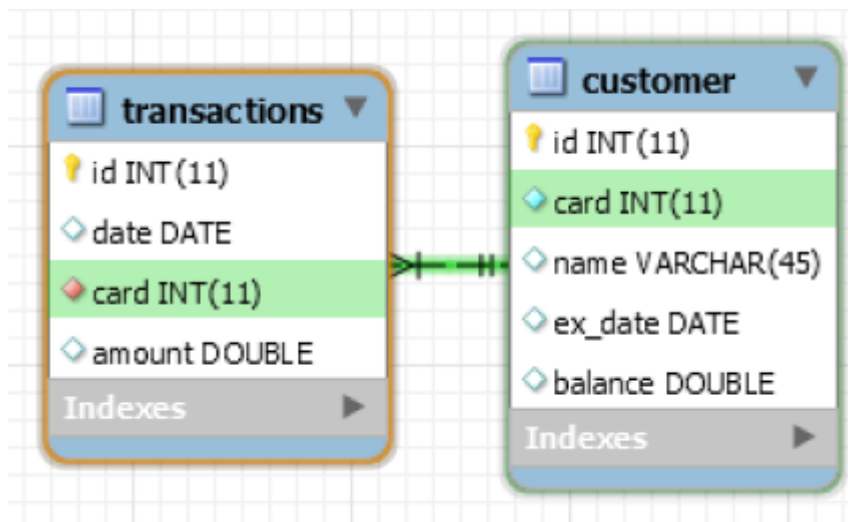 transactions
id INT(11)
date DATE
card INT(11)
amount DOUBLE
Indexes
customer
id INT(11)
card INT(11)
name VARCHAR(45)
ex_date DATE
balance DOUBLE
Indexes